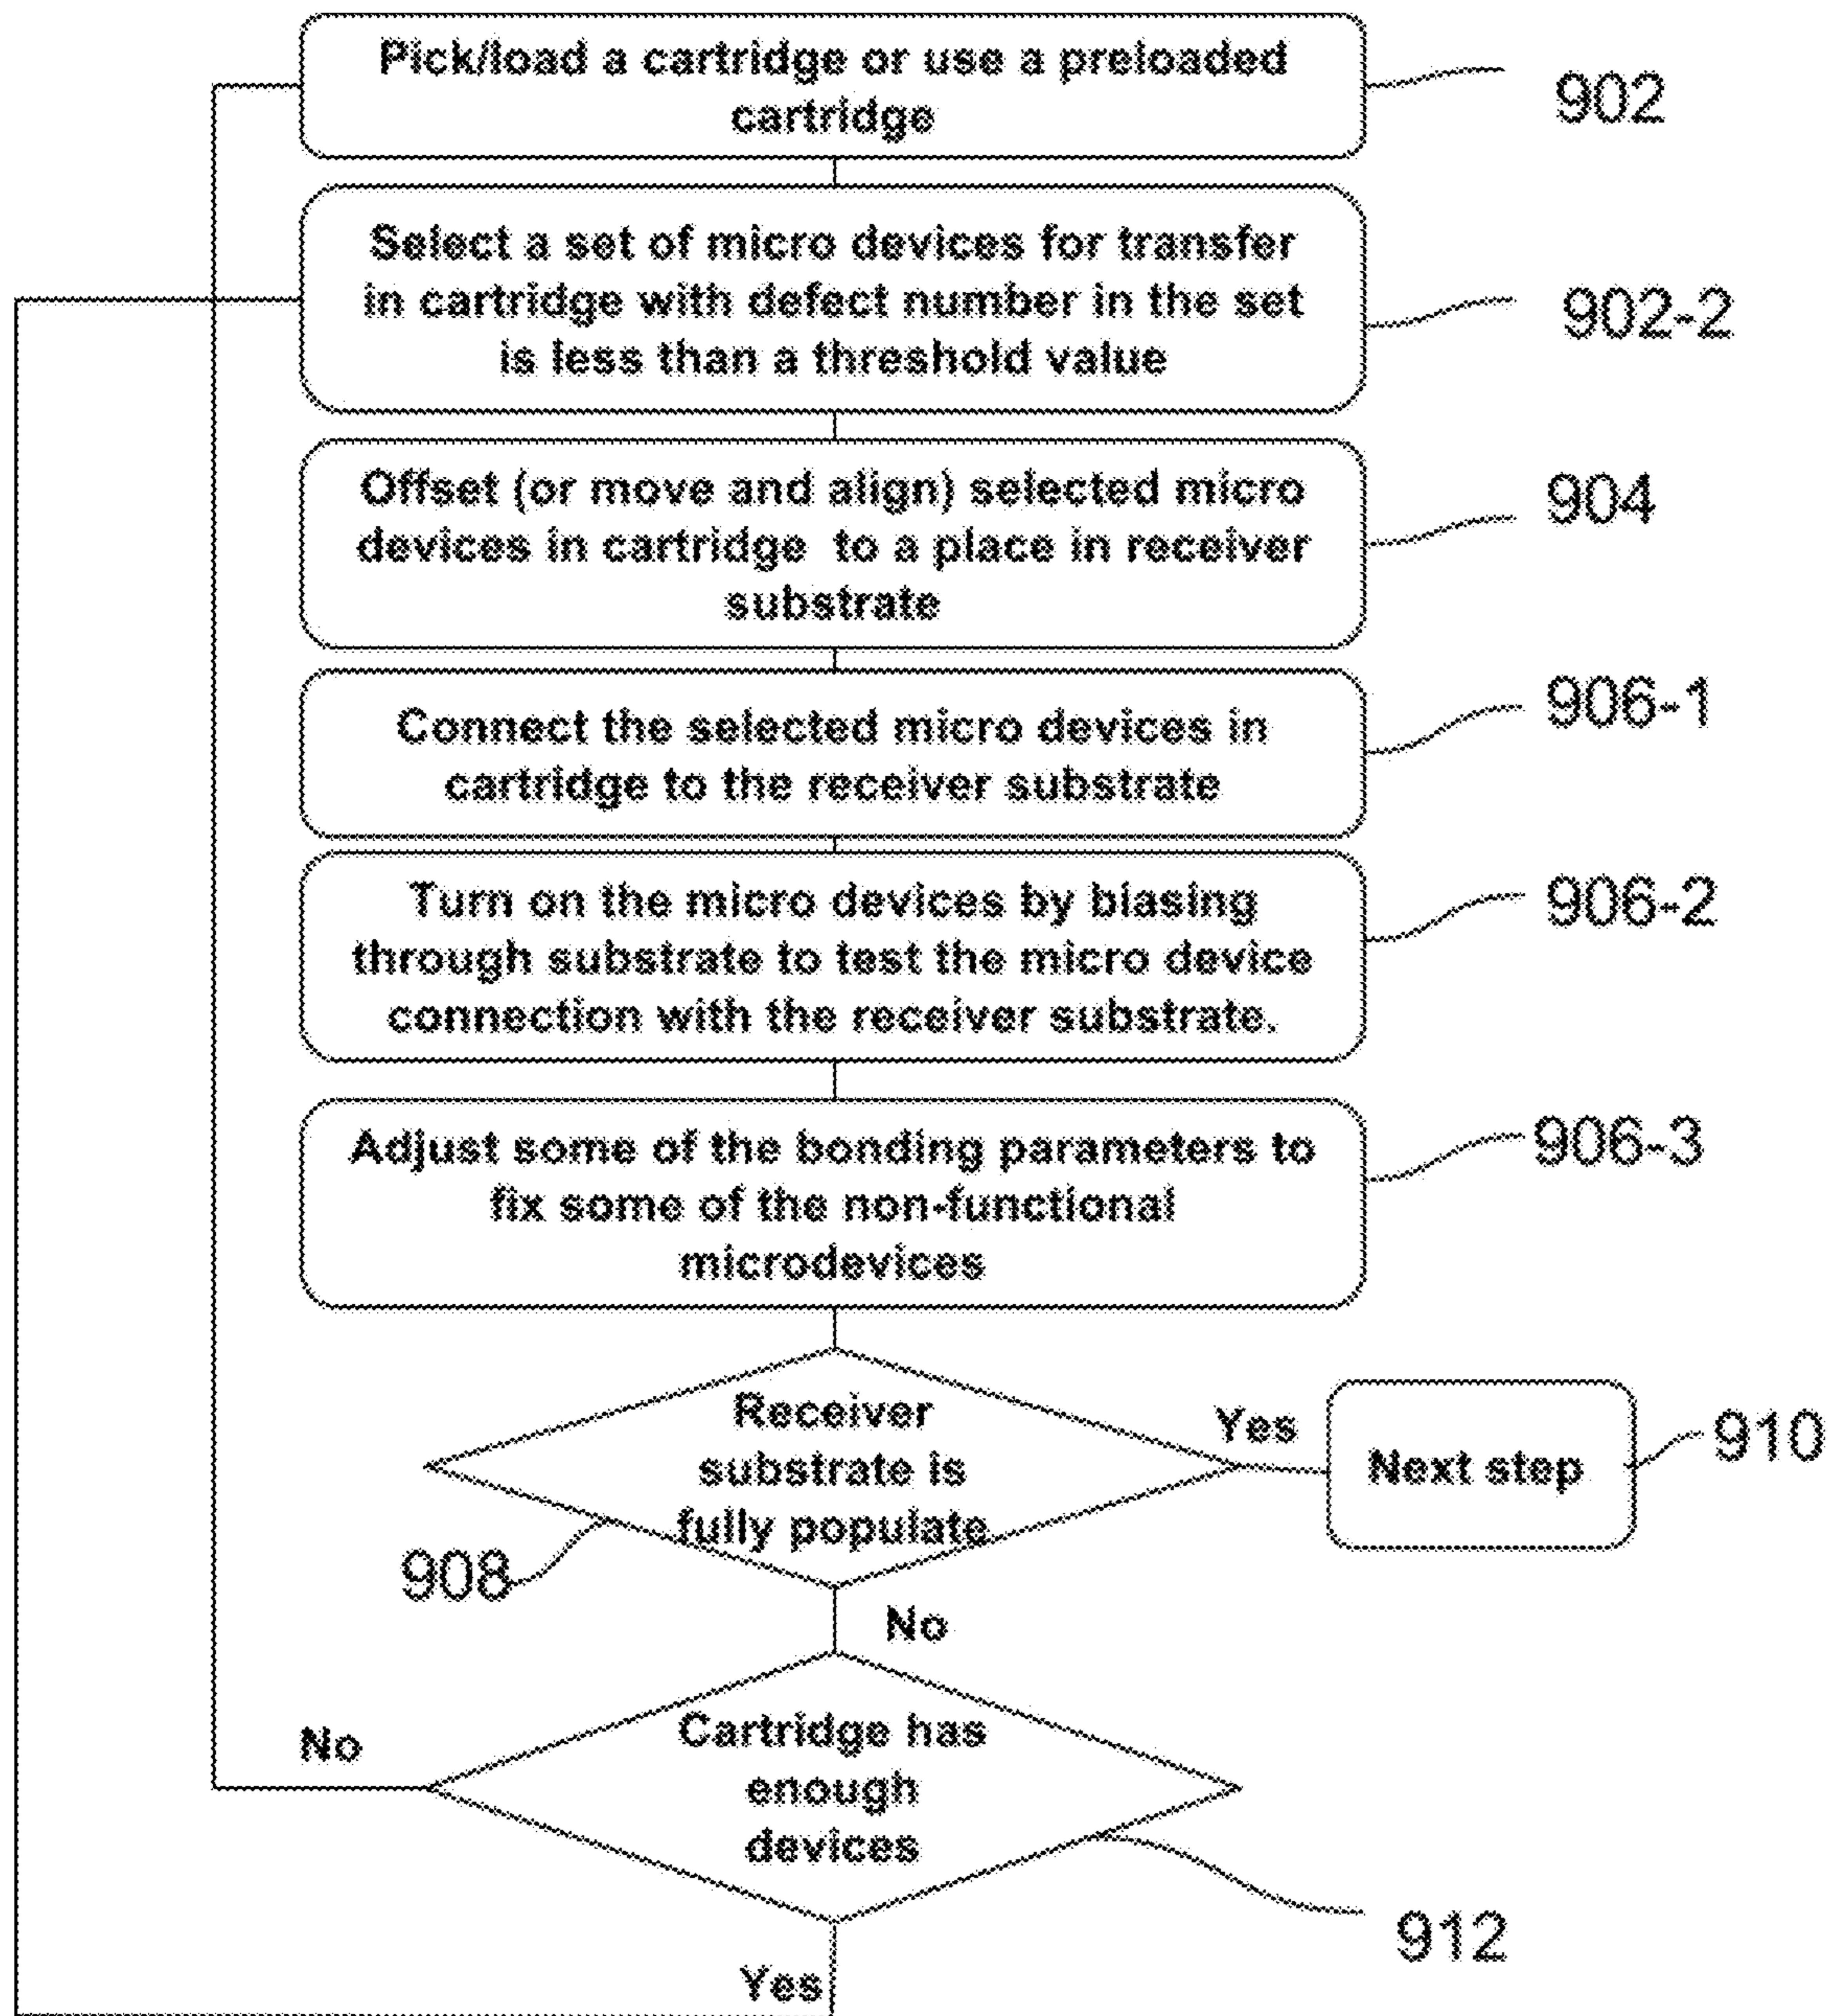 Pick/load a cartridge or use a preloaded
cartridge
902
Select a set of micro devices for transfer
in cartridge with defect number in the set
is less than a threshold value
902-2
Offset (or move and align) selected micro
devices in cartridge to a place in receiver
substrate
904
Connect the selected micro devices in
cartridge to the receiver substrate
906-1
Turn on the micro devices by biasing
through substrate to test the micro device
connection with the receiver substrate.
906-2
Adjust some of the bonding parameters to
fix some of the non-functional
microdevices
906-3
Receiver
substrate is
fully populate
908
Yes
Next step
910
No
Cartridge has
enough
devices
No
912
Yes